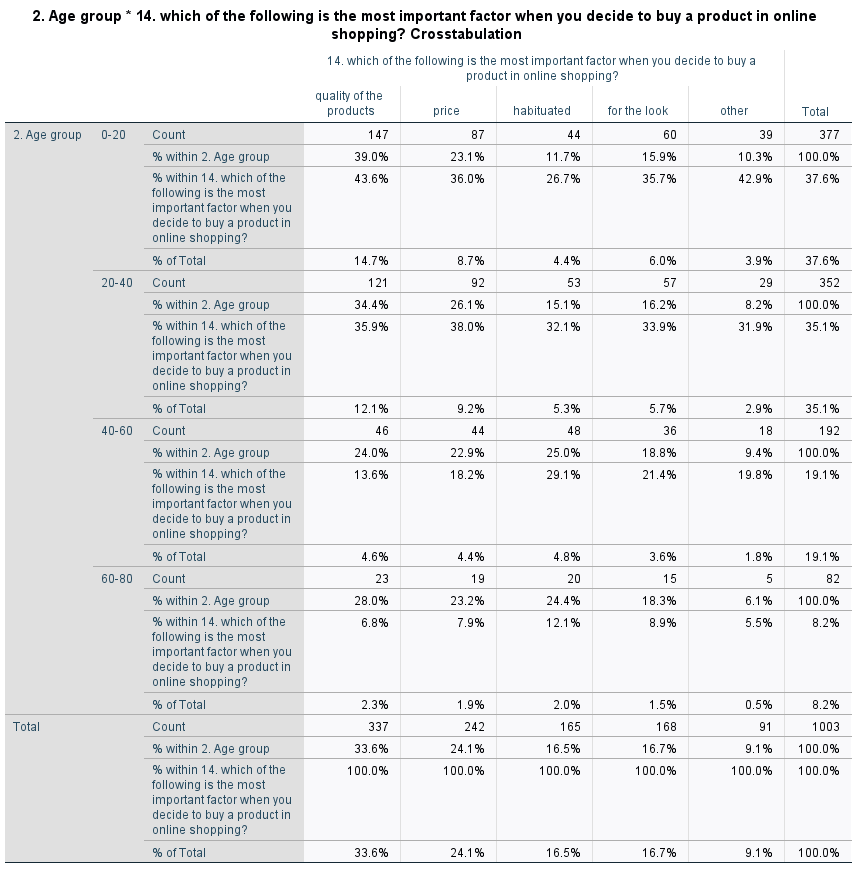 2. Age group * 14. which of the following is the most important factor when you decide to buy a product in online
shopping? Crosstabulation
14. which of the following is the most important factor when you decide to buy a
product in online shopping?
quality of the
products price habituated for the look other Total
2. Age group 0-20 Count 147 87 44 60 39 377
% within 2. Age group 39.0% 23.1% 11.7% 15.9% 10.3% 100.0%
% within 14. which of the 43.6% 36.0% 26.7% 35.7% 42.9% 37.6%
following is the most
important factor when you
decide to buy a product in
online shopping?
% of Total 14.7% 8.7% 4.4% 6.0% 3.9% 37.6%
20-40 Count 121 92 53 57 29 352
% within 2. Age group 34.4% 26.1% 15.1% 16.2% 8.2% 100.0%
% within 14. which of the 35.9% 38.0% 32.1% 33.9% 31.9% 35.1%
following is the most
important factor when you
decide to buy a product in
online shopping?
% of Total 12.1% 9.2% 5.3% 5.7% 2.9% 35.1%
40-60 Count 46 44 48 36 18 192
% within 2. Age group 24.0% 22.9% 25.0% 18.8% 9.4% 100.0%
% within 14. which of the 13.6% 18.2% 29.1% 21.4% 19.8% 19.1%
following is the most
important factor when you
decide to buy a product in
online shopping?
% of Total 4.6% 4.4% 4.8% 3.6% 1.8% 19.1%
60-80 Count 23 19 20 15 5 82
% within 2. Age group 28.0% 23.2% 24.4% 18.3% 6.1% 100.0%
% within 14. which of the 6.8% 7.9% 12.1% 8.9% 5.5% 8.2%
following is the most
important factor when you
decide to buy a product in
online shopping?
% of Total 2.3% 1.9% 2.0% 1.5% 0.5% 8.2%
Total Count 337 242 165 168 91 1003
% within 2. Age group 33.6% 24.1% 16.5% 16.7% 9.1% 100.0%
% within 14. which of the 100.0% 100.0% 100.0% 100.0% 100.0% 100.0%
following is the most
important factor when you
decide to buy a product in
online shopping?
% of Total 33.6% 24.1% 16.5% 16.7% 9.1% 100.0%